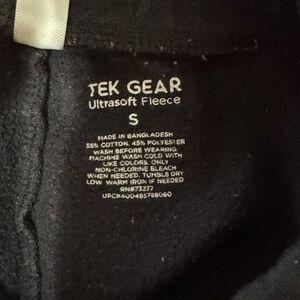 TEK GEAR
Ultrasoft Fleece
S
MADE IN BANGLADESH
55% COTTON, 45% POLYESTER
WASH BEFORE WEARING
MACHINE WASH COLD WITH
LIKE COLORS. ONLY
NON-CHLORINE BLEACH
WHEN NEEDED. TUMBLE DRY
LOW. WARM IRON IF NEEDED
RN#73277